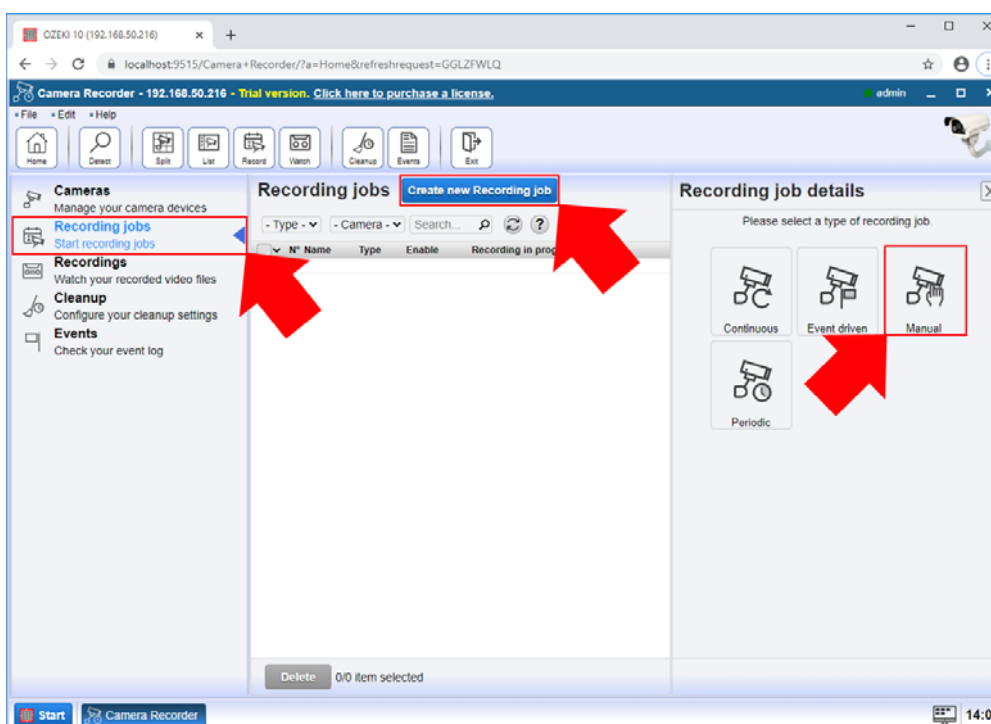 OZEKI 10 (192.168.50.216)
localhost:9515/Camera+Recorder/?a=Home&refreshrequest=GGLZFWLQ
Camera Recorder - 192.168.50.216 - Trial version. Click here to purchase a license.
admin
File Edit Help
Home Detect Split List Record Watch Cleanup Events Exit
Cameras
Manage your camera devices
Recording jobs
Start recording jobs
Recordings
Watch your recorded video files
Cleanup
Configure your cleanup settings
Events
Check your event log
Recording jobs Create new Recording job
- Type - - Camera - Search... ?
N° Name Type Enable Recording in prog
Delete 0/0 item selected
Recording job details
Please select a type of recording job.
Continuous Event driven Manual
Periodic
Start Camera Recorder 14:0